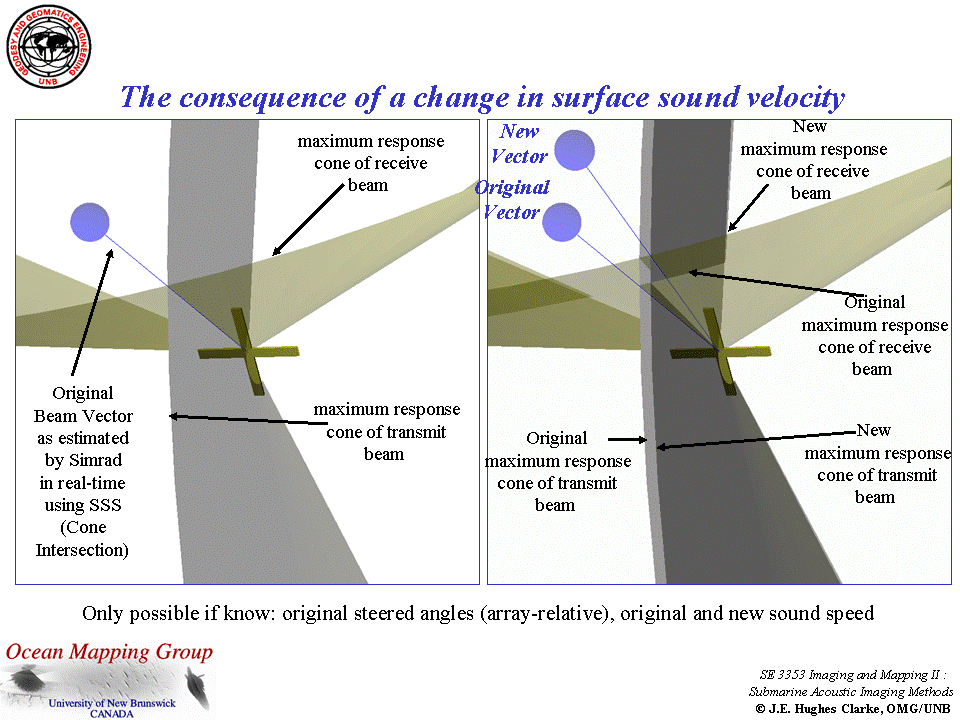 GEODESY AND GEOMATICS ENGINEERING
UNB
The consequence of a change in surface sound velocity
maximum response
cone of receive
beam
Original
Beam Vector
as estimated
by Simrad
in real-time
using SSS
(Cone
Intersection)
maximum response
cone of transmit
beam
New
Vector
Original
Vector
New
maximum response
cone of receive
beam
Original
maximum response
cone of receive
beam
Original
maximum response
cone of transmit
beam
New
maximum response
cone of transmit
beam
Only possible if know: original steered angles (array-relative), original and new sound speed
Ocean Mapping Group
University of New Brunswick
CANADA
SE 3353 Imaging and Mapping II :
Submarine Acoustic Imaging Methods
© J.E. Hughes Clarke, OMG/UNB